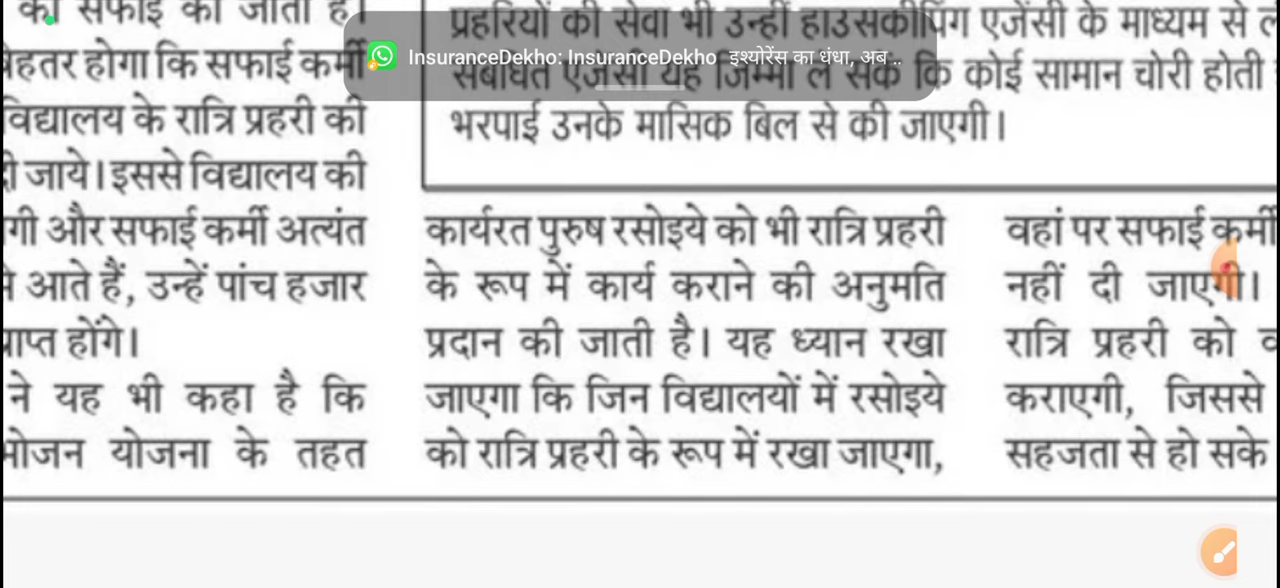 की सफाई की जाती है।
बेहतर होगा कि सफाई कर्मी
विद्यालय के रात्रि प्रहरी की
जाये। इससे विद्यालय की
और सफाई कर्मी अत्यंत
आते हैं, उन्हें पांच हजार
होंगे।
ने यह भी कहा है कि
योजना के तहत
प्रहरियों की सेवा भी उन्हीं हाउसकीपिंग एजेंसी के माध्यम से
InsuranceDekho: InsuranceDekho इश्योरेंस का धंधा, अब ..
संबंधित एजेंसी यह जिम्मा ले सके कि कोई सामान चोरी होती
भरपाई उनके मासिक बिल से की जाएगी।
कार्यरत पुरुष रसोइये को भी रात्रि प्रहरी
के रूप में कार्य कराने की अनुमति
प्रदान की जाती है। यह ध्यान रखा
जाएगा कि जिन विद्यालयों में रसोइये
को रात्रि प्रहरी के रूप में रखा जाएगा,
वहां पर सफाई कर्मी
नहीं दी जाएगी।
रात्रि प्रहरी को
कराएगी, जिससे
सहजता से हो सके